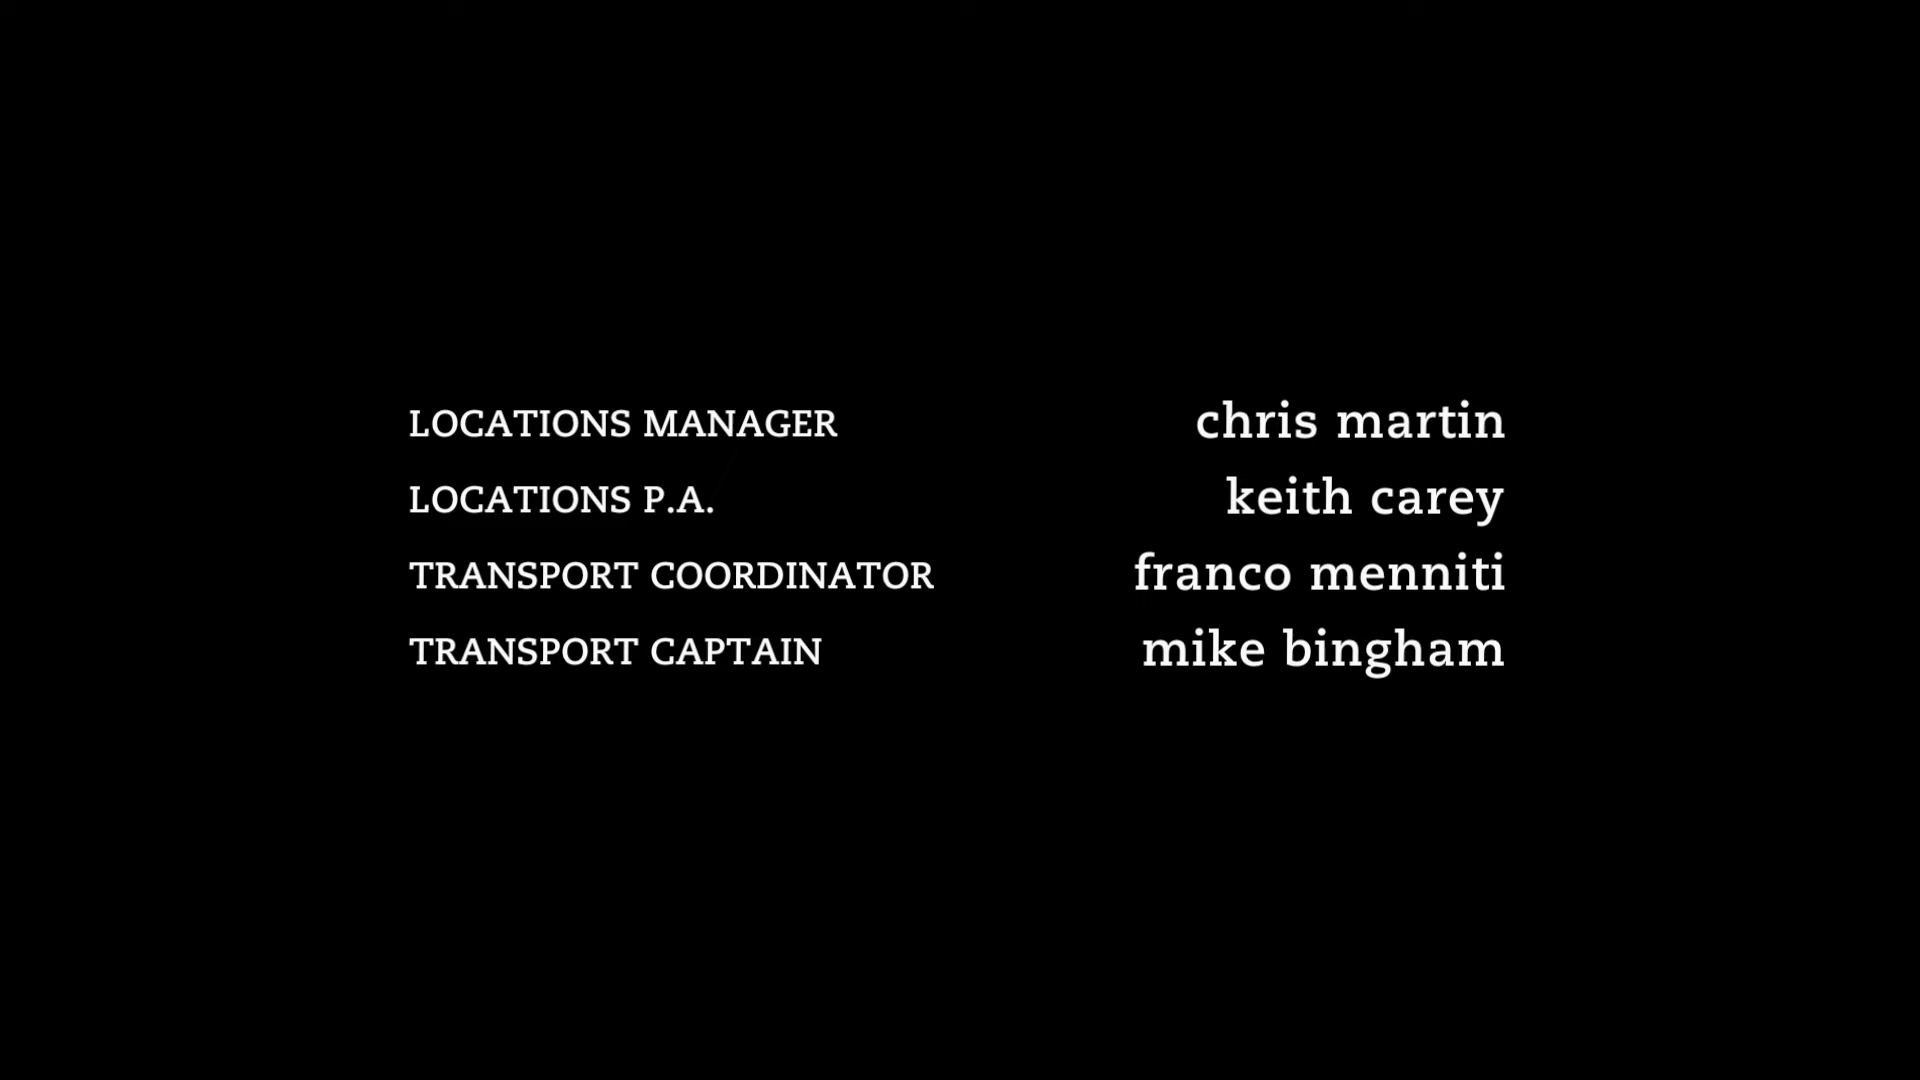 LOCATIONS MANAGER chris martin
LOCATIONS P.A. keith carey
TRANSPORT COORDINATOR franco menniti
TRANSPORT CAPTAIN mike bingham